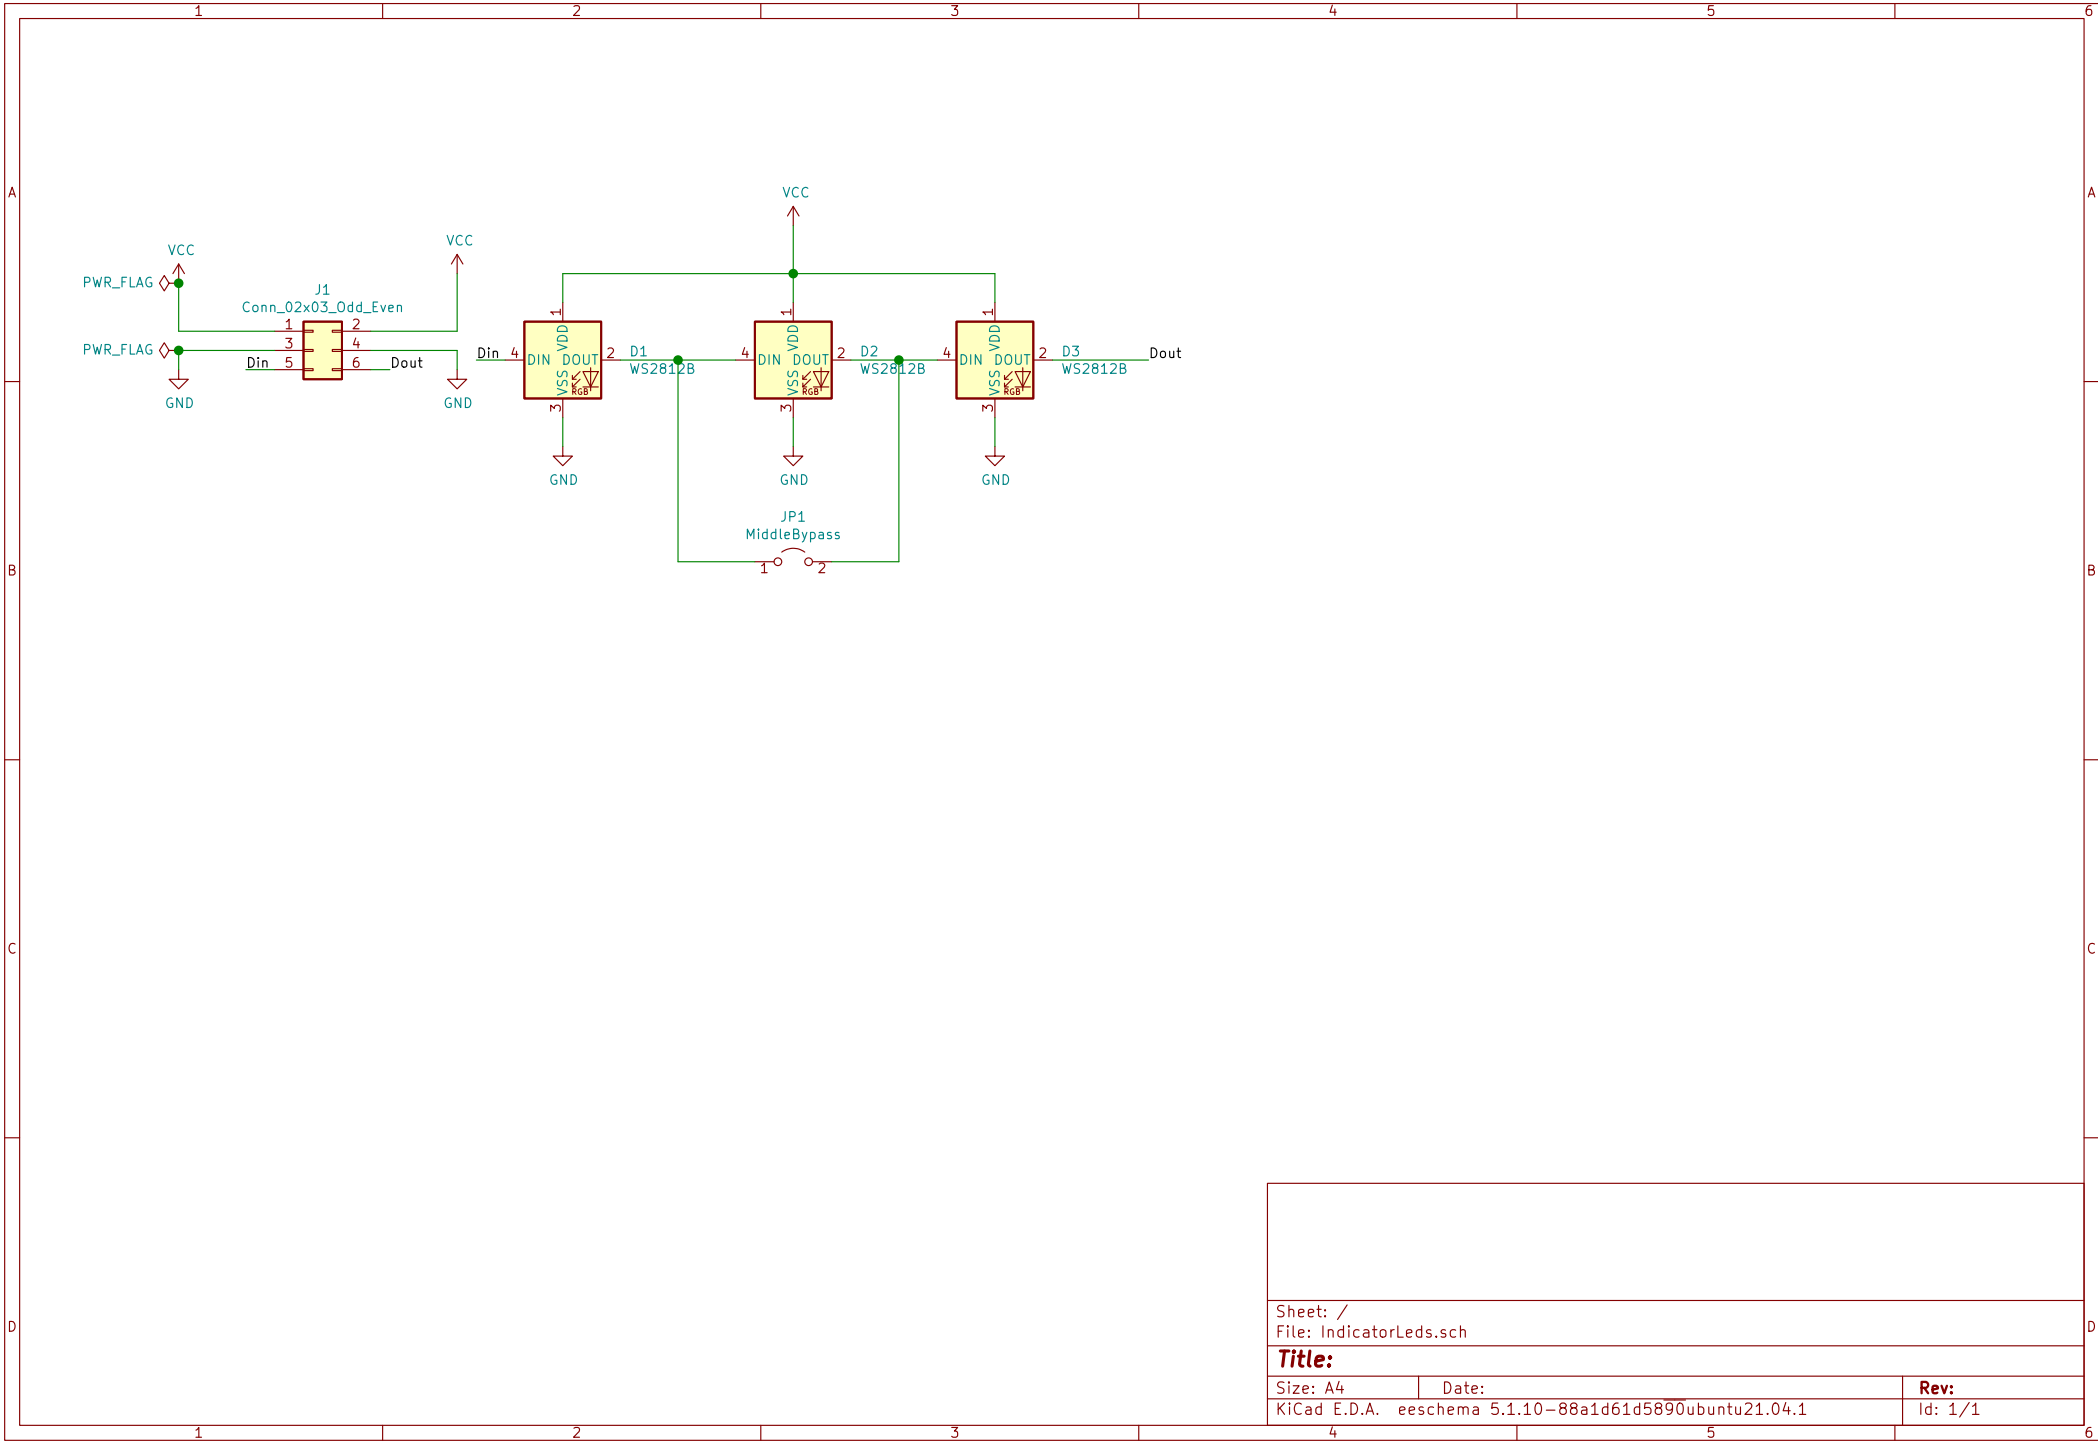 1 2 3 4 5 6
A A
VCC
VCC
VCC
PWR_FLAG
J1
Conn_02x03_Odd_Even
1 2
3 4
5 6
PWR_FLAG
Din
Dout
GND
GND
Din 4 DIN DOUT 2 VDD 1 VSS 3 RGB
D1
WS2812B
4 DIN DOUT 2 VDD 1 VSS 3 RGB
D2
WS2812B
4 DIN DOUT 2 VDD 1 VSS 3 RGB
D3
WS2812B
Dout
GND
GND
GND
JP1
MiddleBypass
1 2
B B
C C
D D
Sheet: /
File: IndicatorLeds.sch
Title:
Size: A4 Date: Rev:
KiCad E.D.A. eeschema 5.1.10-88a1d61d5890ubuntu21.04.1 Id: 1/1
1 2 3 4 5 6